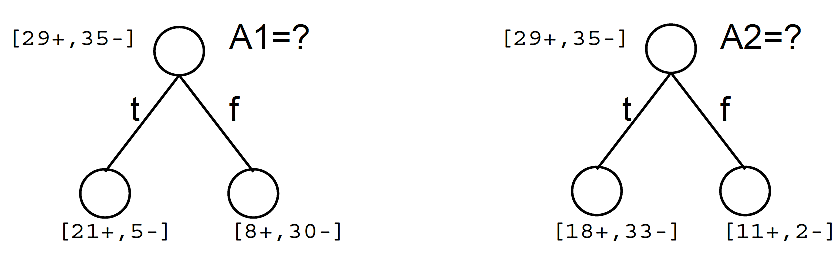 [29+,35-] A1=?
t f
[21+,5-] [8+,30-]
[29+,35-] A2=?
t f
[18+,33-] [11+,2-]